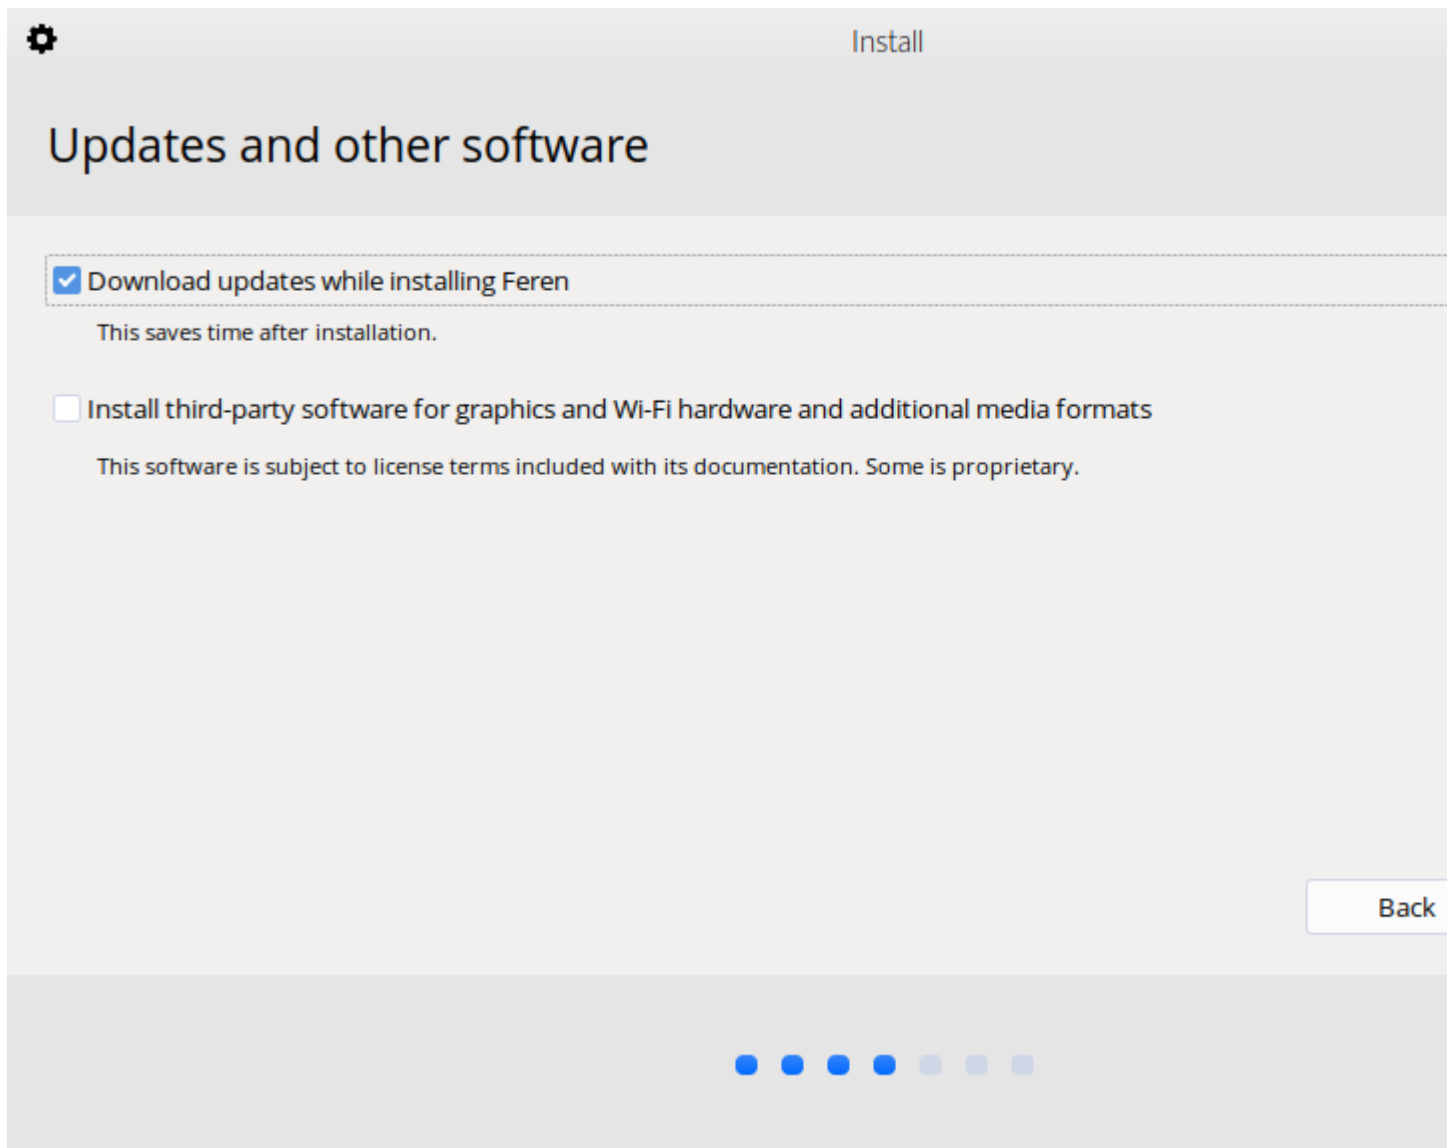 Install
Updates and other software
Download updates while installing Feren
This saves time after installation.
Install third-party software for graphics and Wi-Fi hardware and additional media formats
This software is subject to license terms included with its documentation. Some is proprietary.
Back